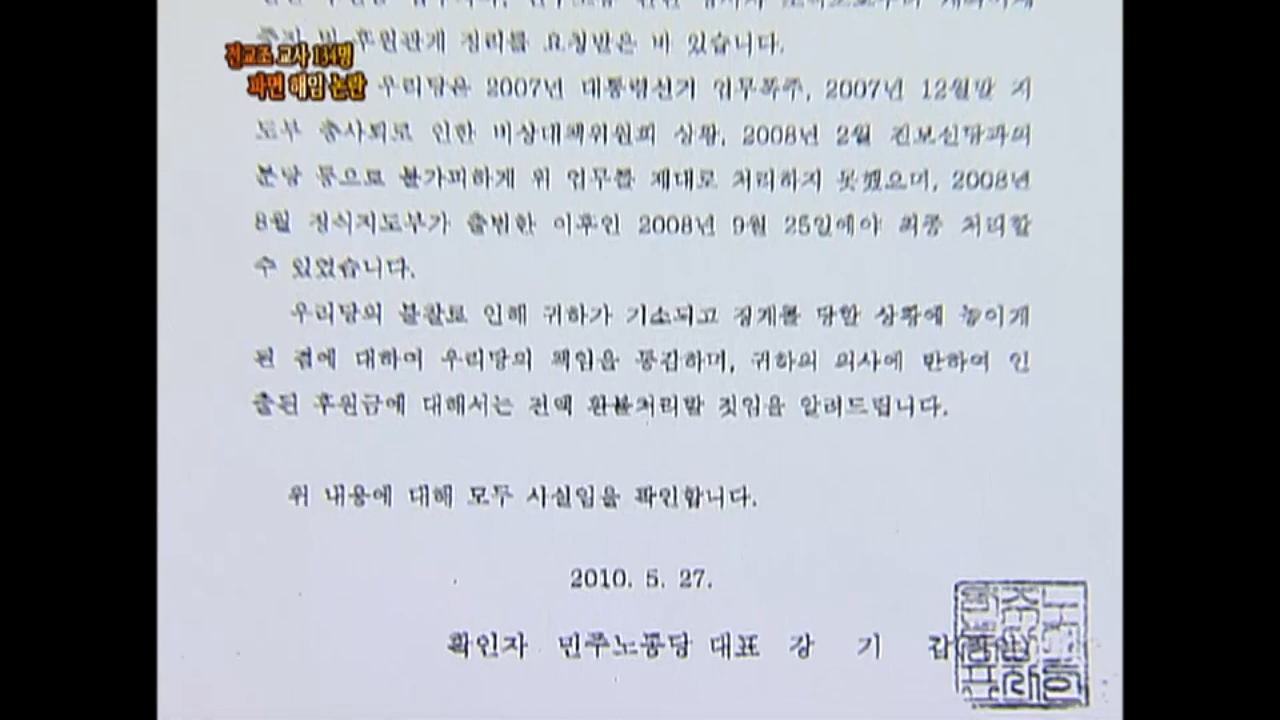 전교조 교사 134명
파면 해임 논란
중지 및 후원관계 정리를 요청받은 바 있습니다.
우리당은 2007년 대통령선거 업무폭주, 2007년 12월말 지
도부 총사퇴로 인한 비상대책위원회 상황, 2008년 2월 진보신당과의
분당 등으로 불가피하게 위 업무를 제대로 처리하지 못했으며, 2008년
8월 정식지도부가 출범한 이후인 2008년 9월 25일에야 최종 처리할
수 있었습니다.
우리당의 불찰로 인해 귀하가 기소되고 징계를 당할 상황에 놓이게
된 점에 대하여 우리당의 책임을 통감하며, 귀하의 의사에 반하여 인
출된 후원금에 대해서는 전액 환불처리할 것임을 알려드립니다.
위 내용에 대해 모두 사실임을 확인합니다.
2010. 5. 27.
확인자 민주노동당 대표 강 기 갑